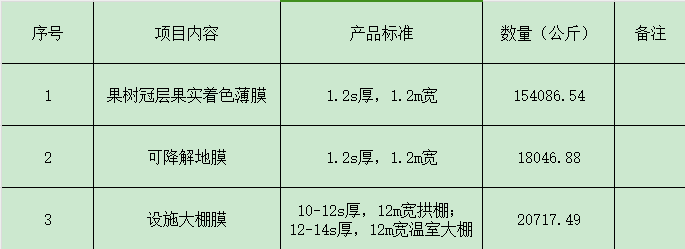 序号 项目内容 产品标准 数量（公斤） 备注
1 果树冠层果实着色薄膜 1.2s厚，1.2m宽 154086.54
2 可降解地膜 1.2s厚，1.2m宽 18046.88
3 设施大棚膜 10-12s厚，12m宽拱棚； 20717.49
12-14s厚，12m宽温室大棚